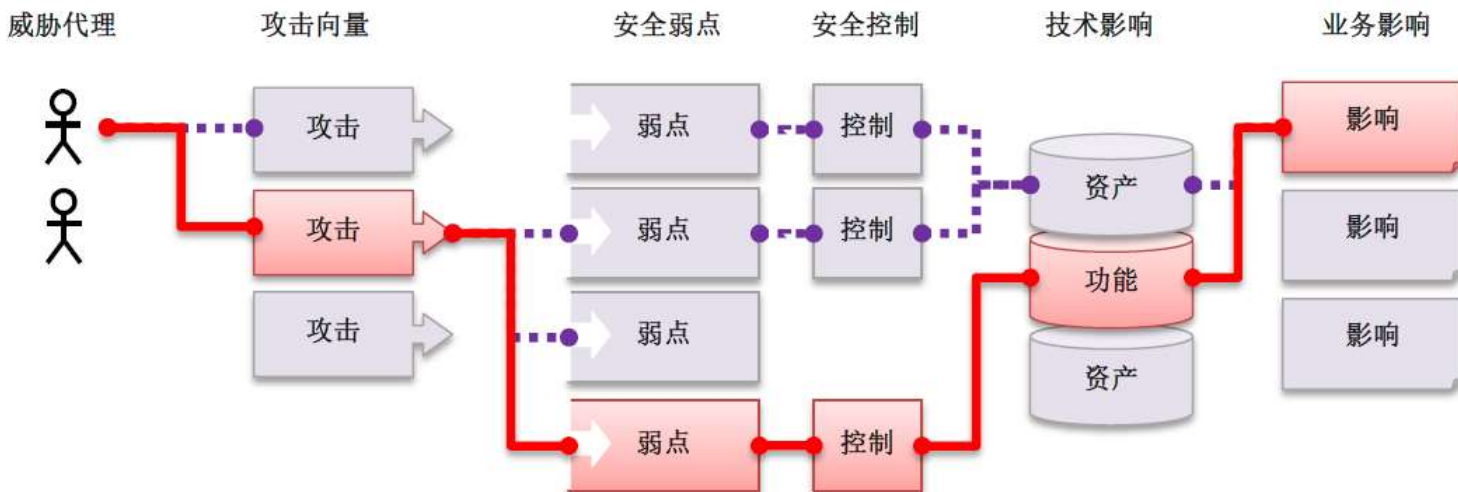 威胁代理 攻击向量 安全弱点 安全控制 技术影响 业务影响
攻击 弱点 控制 影响
资产
攻击 弱点 控制 影响
功能
攻击 弱点 影响
资产
弱点 控制